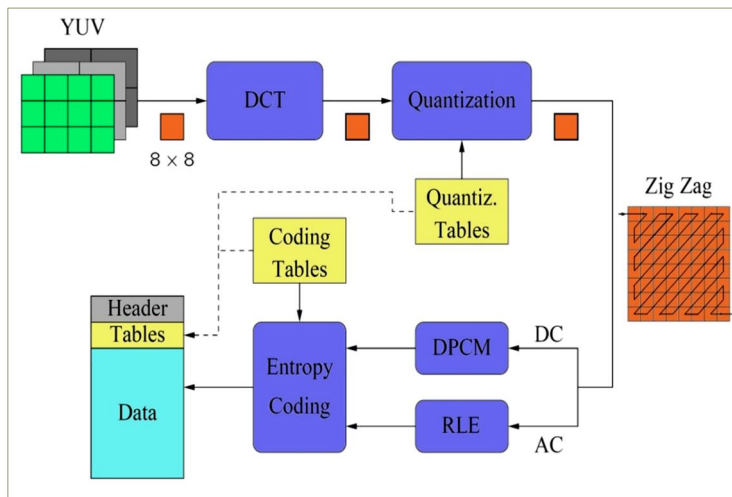 YUV
DCT
Quantization
8 × 8
Zig Zag
Quantiz.
Tables
Coding
Tables
Header
Tables
Data
Entropy
Coding
DPCM
DC
RLE
AC